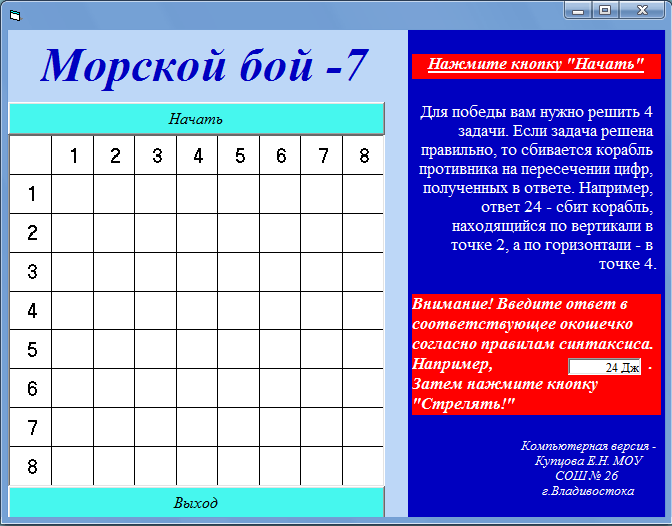 Морской бой -7
Начать
1 2 3 4 5 6 7 8
1
2
3
4
5
6
7
8
Выход
Нажмите кнопку "Начать"
Для победы вам нужно решить 4
задачи. Если задача решена
правильно, то сбивается корабль
противника на пересечении цифр,
полученных в ответе. Например,
ответ 24 - сбит корабль,
находящийся по вертикали в
точке 2, а по горизонтали - в
точке 4.
Внимание! Введите ответ в
соответствующее окошечко
согласно правилам синтаксиса.
Например, 24 Дж .
Затем нажмите кнопку
"Стрелять!"
Компьютерная версия -
Купцова Е.Н. МОУ
СОШ № 26
г.Владивостока